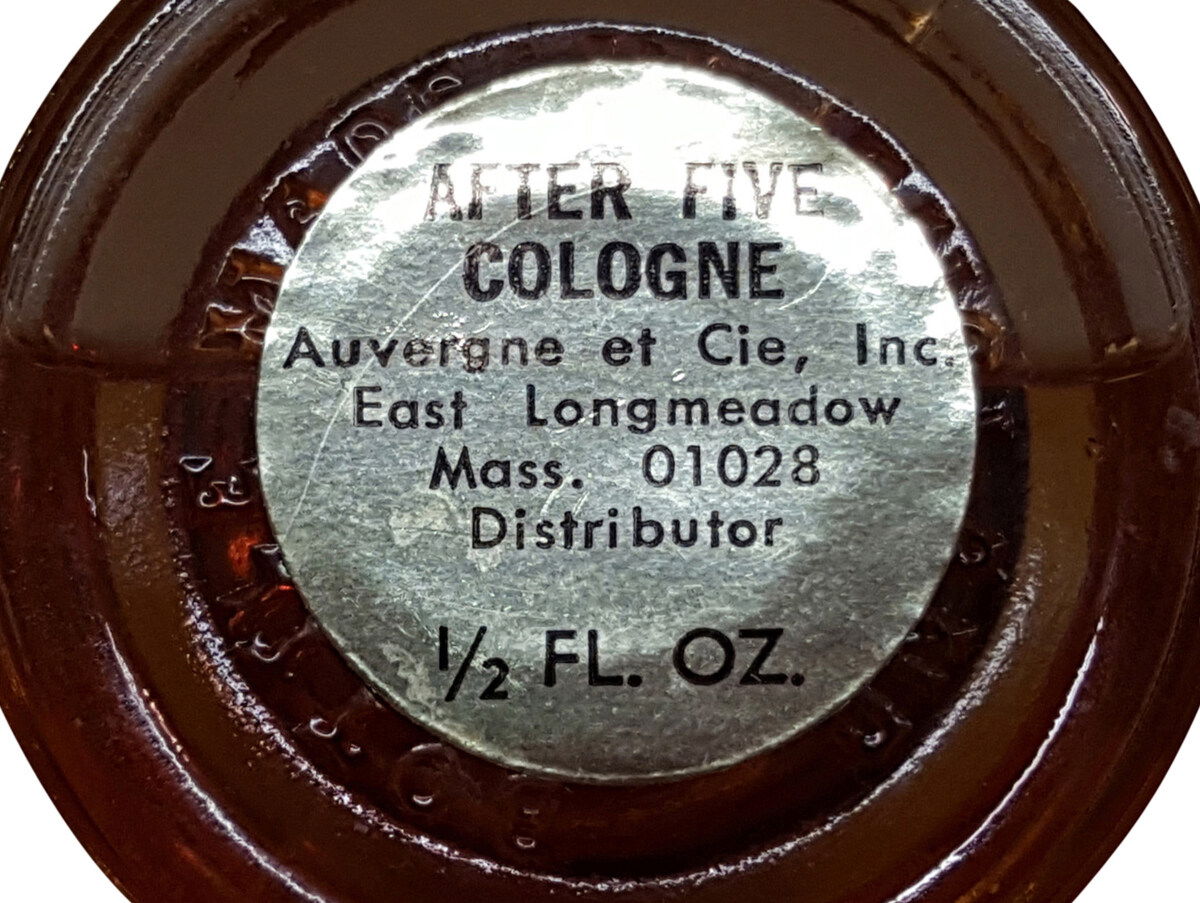 AFTER FIVE
COLOGNE
Auvergne et Cie, Inc.
East Longmeadow
Mass. 01028
Distributor
1/2 FL. OZ.